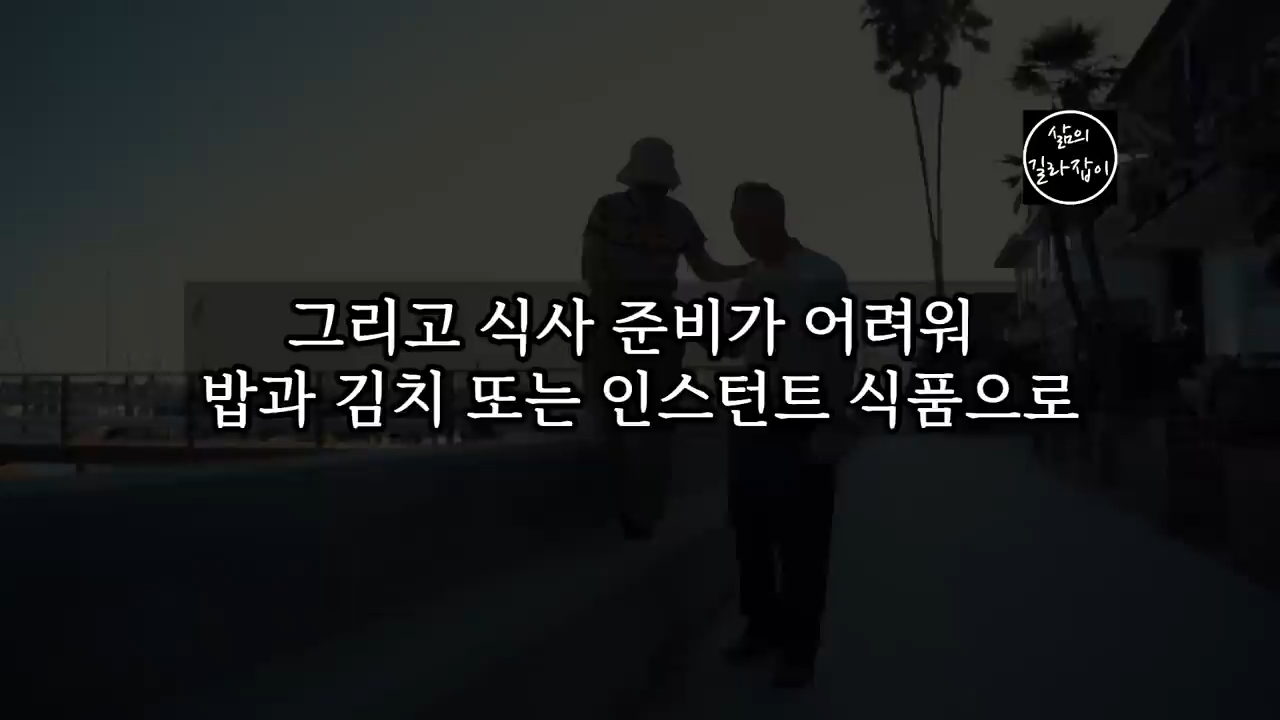 삶의
길라잡이
그리고 식사 준비가 어려워
밥과 김치 또는 인스턴트 식품으로